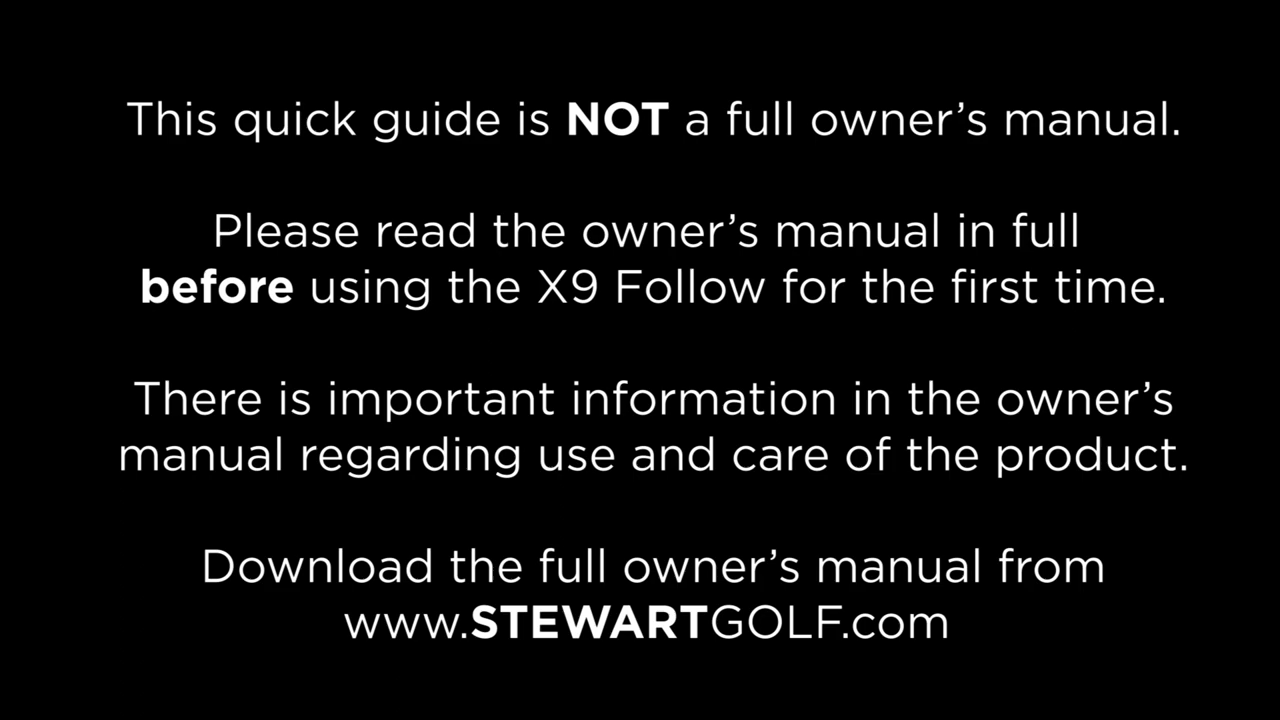 This quick guide is NOT a full owner’s manual.
Please read the owner’s manual in full
before using the X9 Follow for the first time.
There is important information in the owner’s
manual regarding use and care of the product.
Download the full owner’s manual from
www.STEWARTGOLF.com